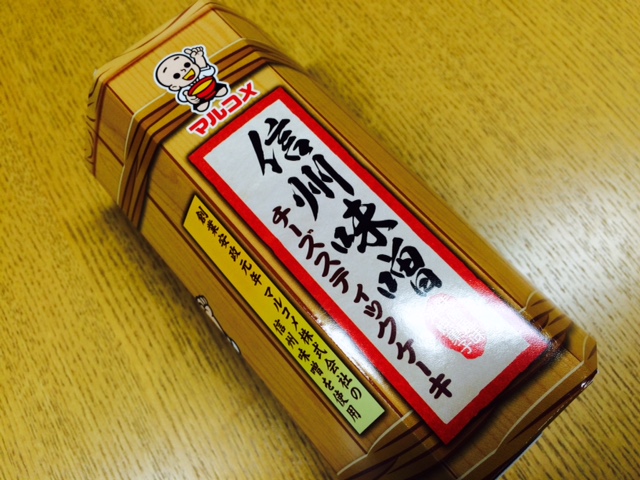 マルコメ
信州味噌
チーズスティックケーキ
創業安政元年 マルコメ株式会社の
信州味噌を使用